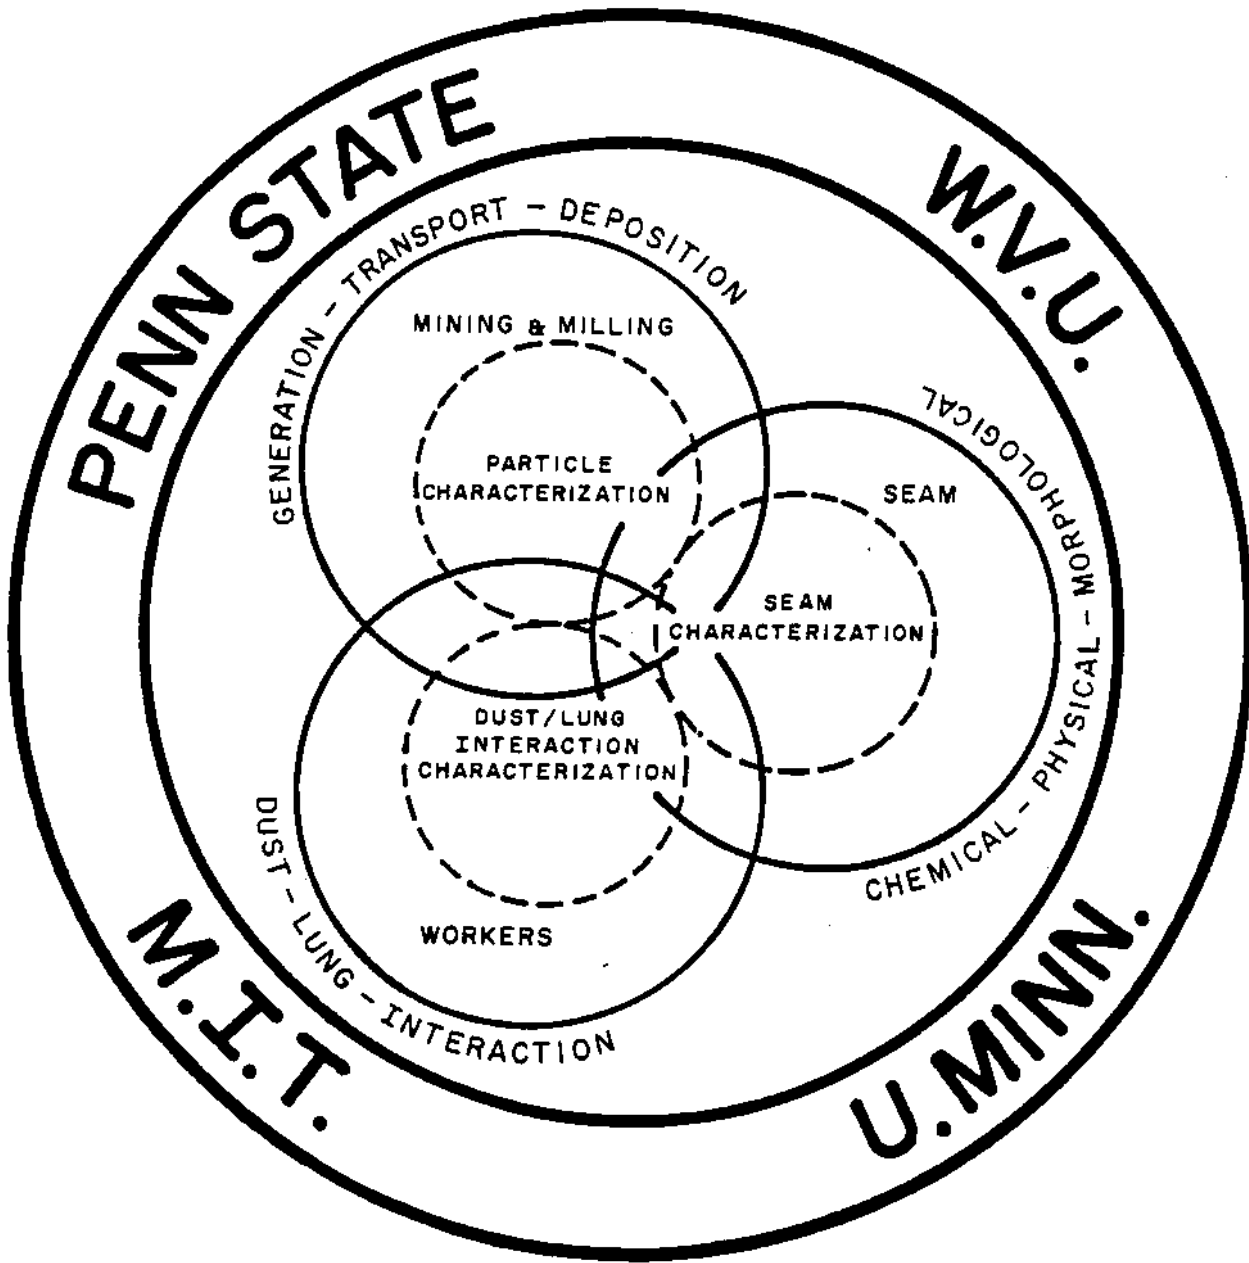 PENN STATE
W.V.U.
GENERATION - TRANSPORT - DEPOSITION
MINING & MILLING
PARTICLE
CHARACTERIZATION
CHEMICAL - PHYSICAL - MORPHOLOGICAL
SEAM
SEAM
CHARACTERIZATION
DUST/LUNG
INTERACTION
CHARACTERIZATION
WORKERS
DUST - LUNG - INTERACTION
M.I.T.
U.MINN.